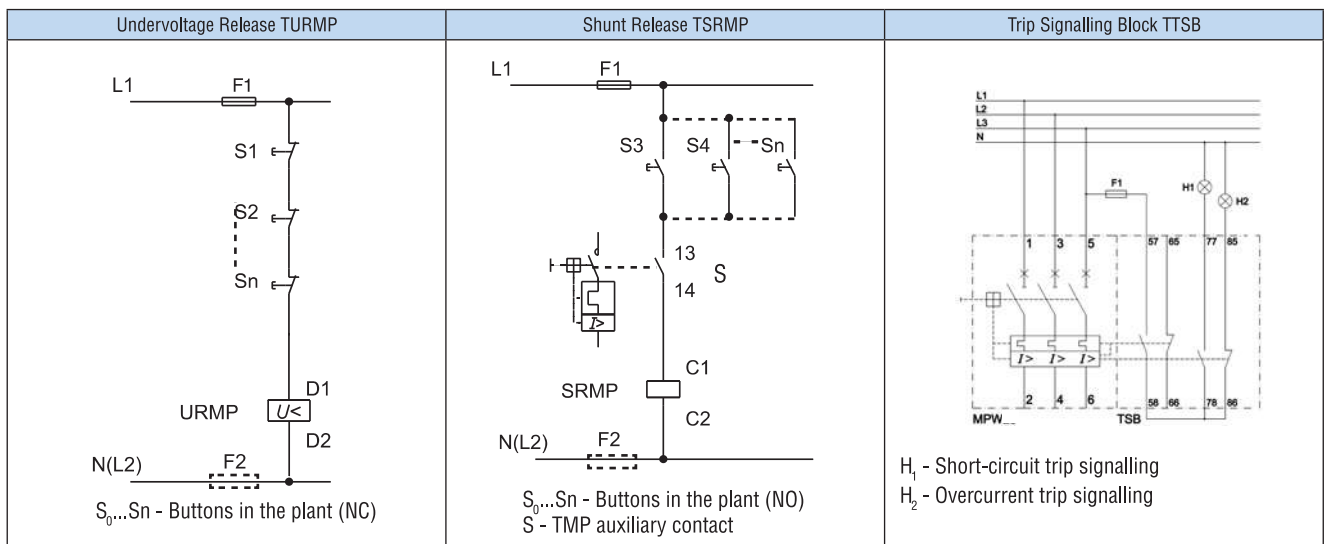 Undervoltage Release TURMP
Shunt Release TSRMP
Trip Signalling Block TTSB
L1
F1
S1
S2
Sn
D1
URMP
U<
D2
N(L2)
F2
S0...Sn - Buttons in the plant (NC)
L1
F1
S3
S4
Sn
13
S
14
I>
C1
SRMP
C2
N(L2)
F2
S0...Sn - Buttons in the plant (NO)
S - TMP auxiliary contact
L1
L2
L3
N
F1
H1
H2
1 3 5 57 65 77 85
I> I> I>
2 4 6 58 66 78 86
MPW__ TSB
H1 - Short-circuit trip signalling
H2 - Overcurrent trip signalling